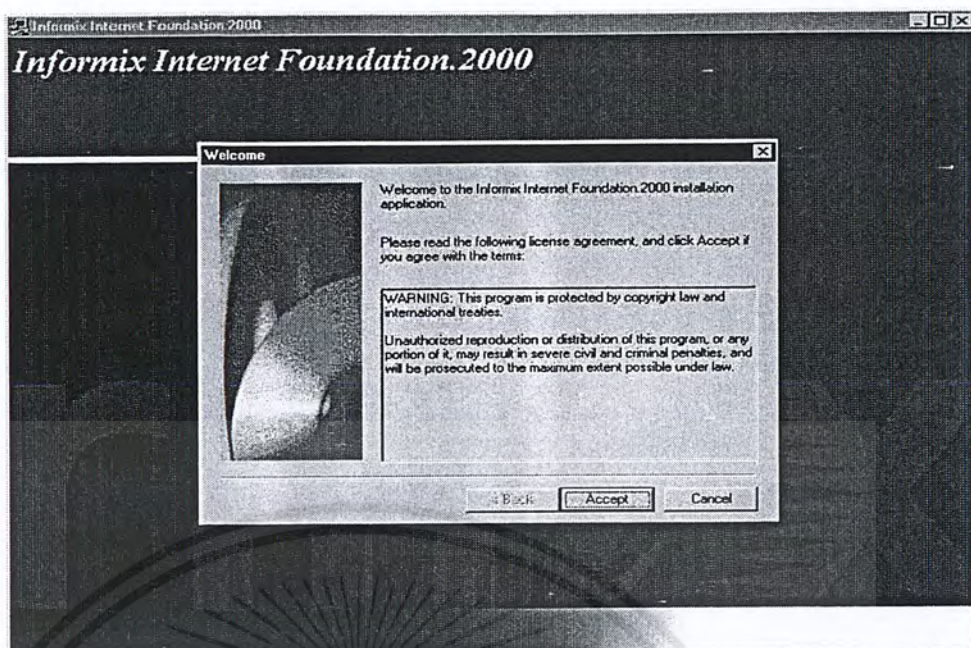 Informix Internet Foundation.2000
Informix Internet Foundation.2000
Welcome
Welcome to the Informix Internet Foundation.2000 installation
application.
Please read the following license agreement, and click Accept if
you agree with the terms:
WARNING: This program is protected by copyright law and
international treaties.
Unauthorized reproduction or distribution of this program, or any
portion of it, may result in severe civil and criminal penalties, and
will be prosecuted to the maximum extent possible under law.
< Back Accept Cancel